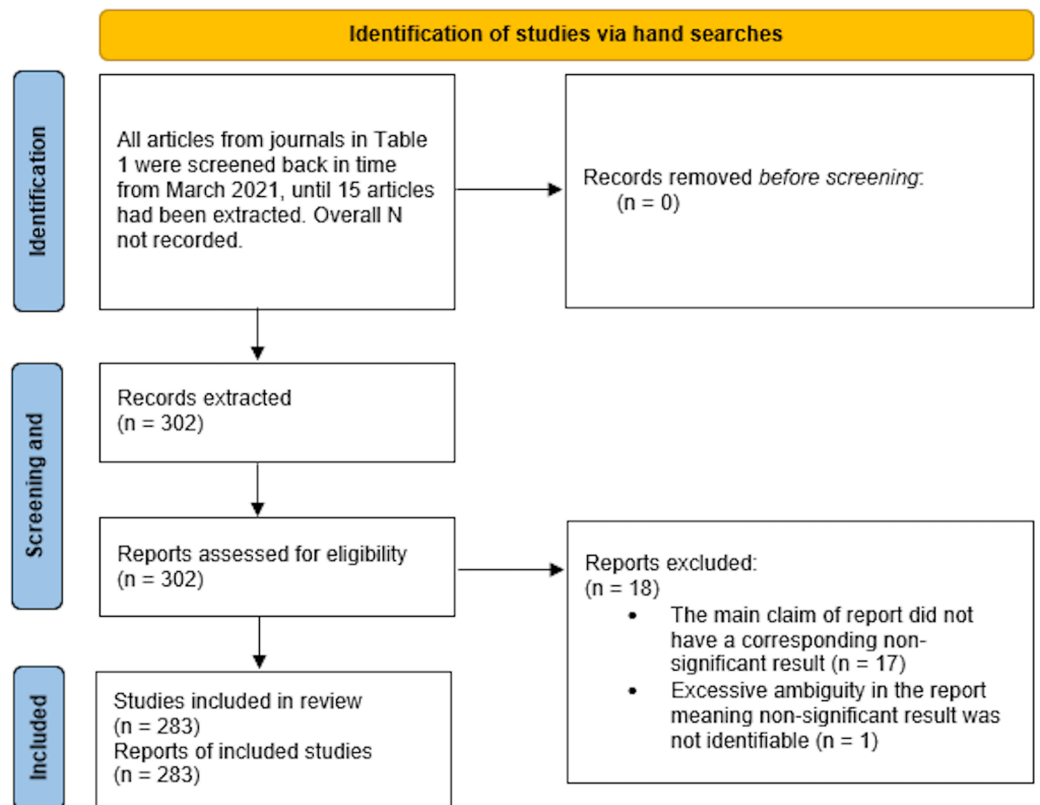 Identification of studies via hand searches
Identification
All articles from journals in Table
1 were screened back in time
from March 2021, until 15 articles
had been extracted. Overall N
not recorded.
Records removed before screening:
(n = 0)
Screening and
Records extracted
(n = 302)
Reports assessed for eligibility
(n = 302)
Reports excluded:
(n = 18)
• The main claim of report did not
have a corresponding non-
significant result (n = 17)
• Excessive ambiguity in the report
meaning non-significant result was
not identifiable (n = 1)
Included
Studies included in review
(n = 283)
Reports of included studies
(n = 283)